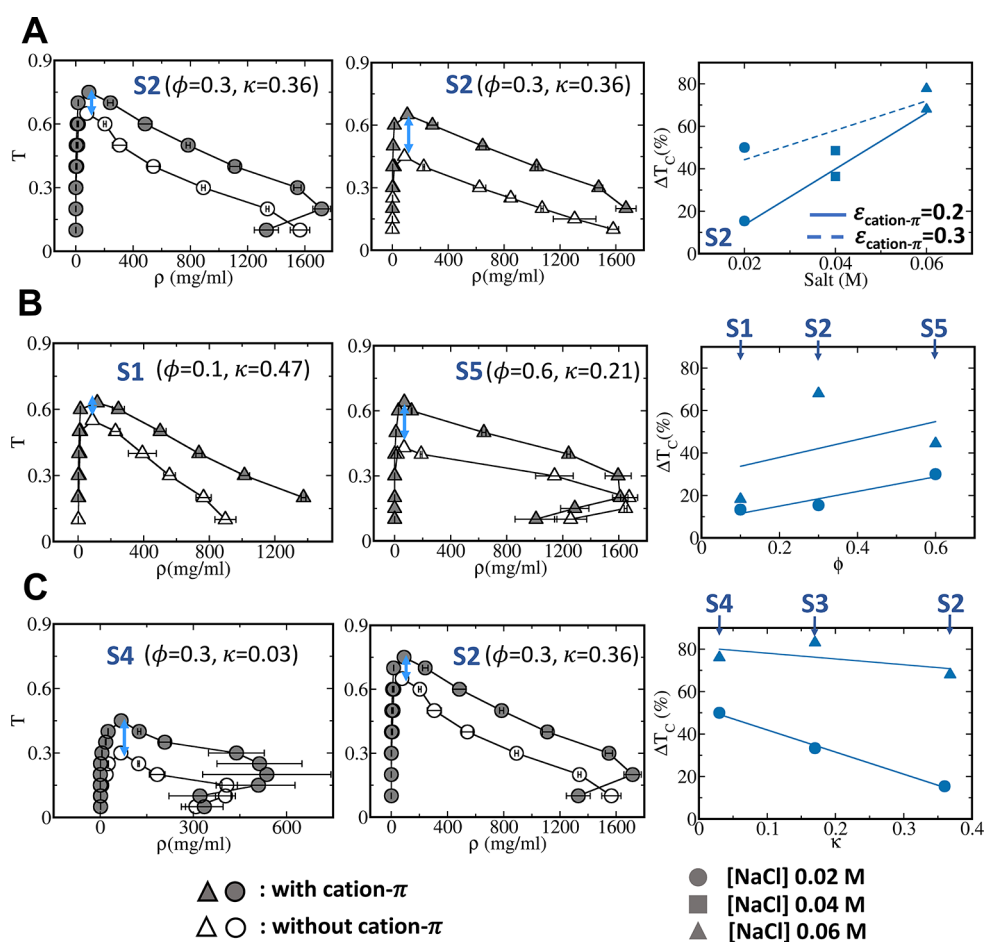 A
S2 (ϕ=0.3, κ=0.36)
0.9
0.6
0.3
0
T
0 400 800 1200 1600
ρ (mg/ml)
S2 (ϕ=0.3, κ=0.36)
0.9
0.6
0.3
0
0 400 800 1200 1600
ρ (mg/ml)
80
60
40
20
0
ΔT_C (%)
S2
ε_cation-π=0.2
ε_cation-π=0.3
0.02 0.04 0.06
Salt (M)
B
S1 (ϕ=0.1, κ=0.47)
0.9
0.6
0.3
0
T
0 400 800 1200
ρ(mg/ml)
S5 (ϕ=0.6, κ=0.21)
0.9
0.6
0.3
0
0 400 800 1200 1600
ρ(mg/ml)
S1 S2 S5
80
60
40
20
0
ΔT_C (%)
0 0.2 0.4 0.6
ϕ
C
S4 (ϕ=0.3, κ=0.03)
0.9
0.6
0.3
0
T
0 300 600
ρ(mg/ml)
S2 (ϕ=0.3, κ=0.36)
0.9
0.6
0.3
0
0 400 800 1200 1600
ρ (mg/ml)
S4 S3 S2
80
60
40
20
0
ΔT_C (%)
0 0.1 0.2 0.3 0.4
κ
: with cation-π
: without cation-π
[NaCl] 0.02 M
[NaCl] 0.04 M
[NaCl] 0.06 M